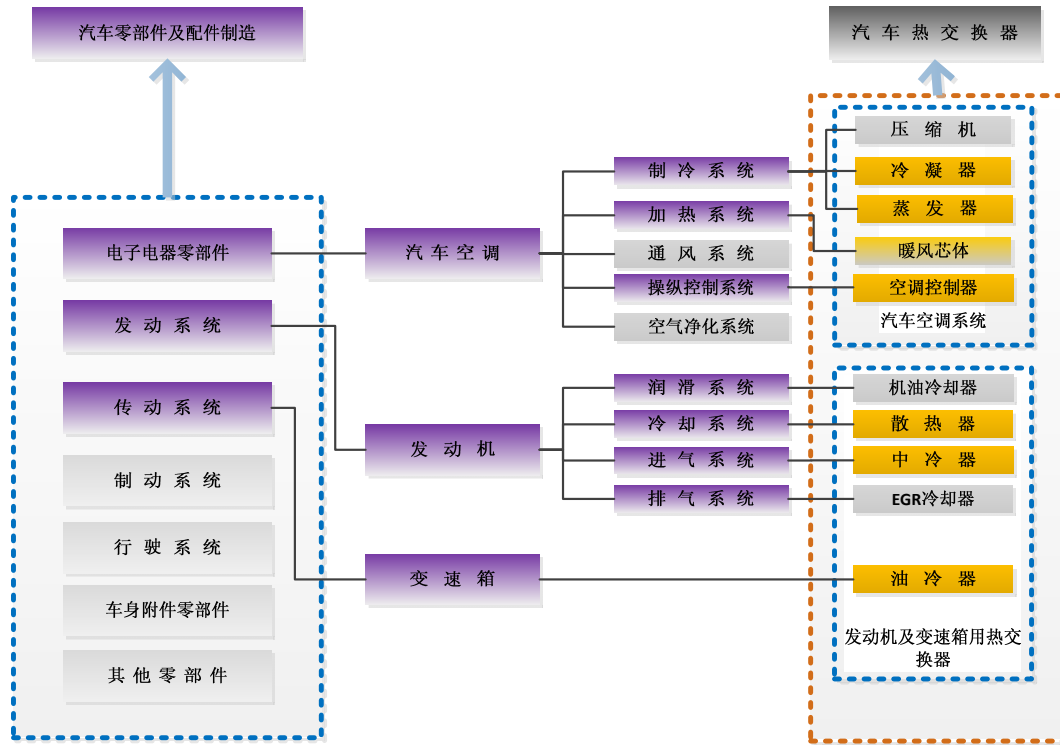 汽车零部件及配件制造
汽车热交换器
电子电器零部件
发动系统
传动系统
制动系统
行驶系统
车身附件零部件
其他零部件
汽车空调
发动机
变速箱
制冷系统
加热系统
通风系统
操纵控制系统
空气净化系统
润滑系统
冷却系统
进气系统
排气系统
压缩机
冷凝器
蒸发器
暖风芯体
空调控制器
汽车空调系统
机油冷却器
散热器
中冷器
EGR冷却器
油冷器
发动机及变速箱用热交
换器